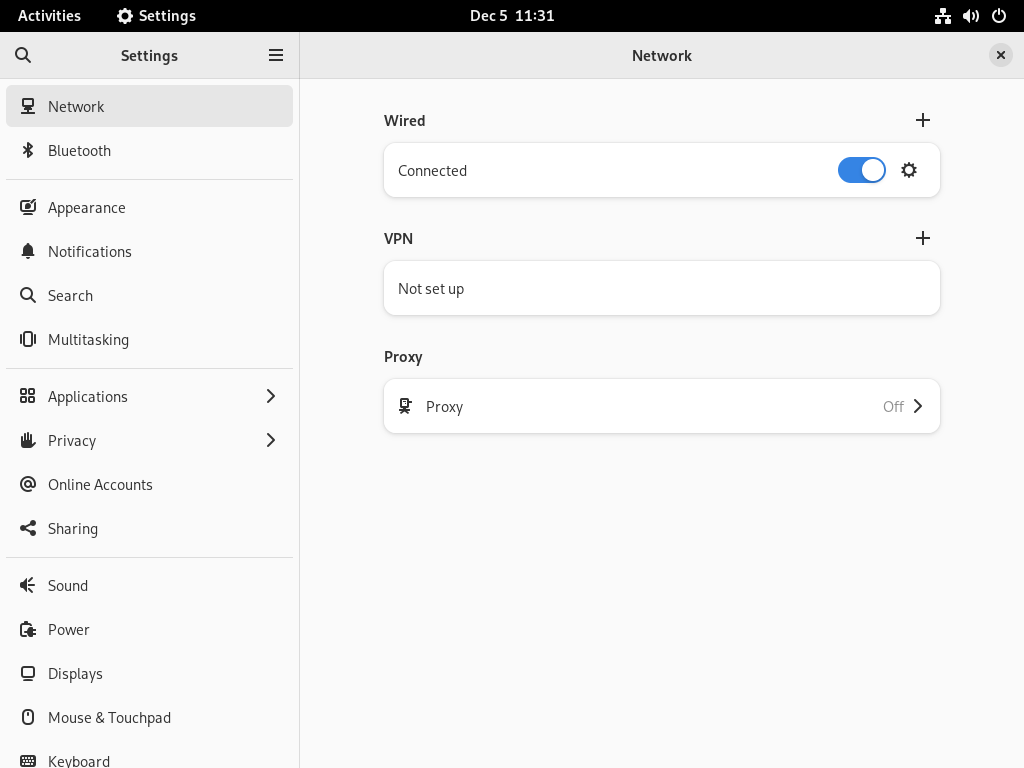 Activities Settings Dec 5 11:31
Settings
Network
Network
Bluetooth
Appearance
Notifications
Search
Multitasking
Applications
Privacy
Online Accounts
Sharing
Sound
Power
Displays
Mouse & Touchpad
Keyboard
Wired
Connected
VPN
Not set up
Proxy
Proxy Off